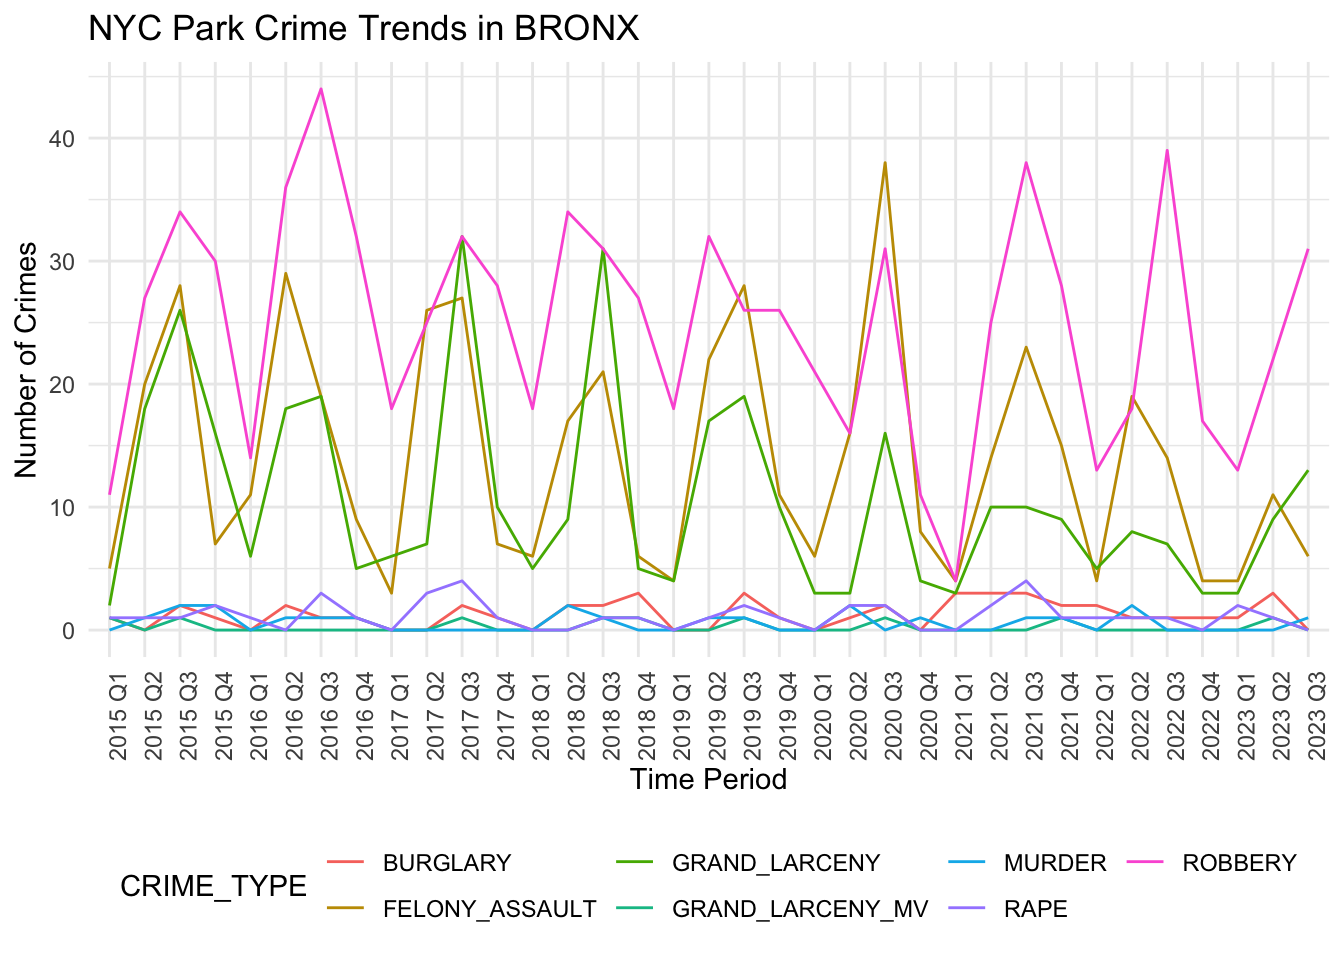 NYC Park Crime Trends in BRONX
Number of Crimes
40
30
20
10
0
2015 Q1
2015 Q2
2015 Q3
2015 Q4
2016 Q1
2016 Q2
2016 Q3
2016 Q4
2017 Q1
2017 Q2
2017 Q3
2017 Q4
2018 Q1
2018 Q2
2018 Q3
2018 Q4
2019 Q1
2019 Q2
2019 Q3
2019 Q4
2020 Q1
2020 Q2
2020 Q3
2020 Q4
2021 Q1
2021 Q2
2021 Q3
2021 Q4
2022 Q1
2022 Q2
2022 Q3
2022 Q4
2023 Q1
2023 Q2
2023 Q3
Time Period
CRIME_TYPE
BURGLARY
GRAND_LARCENY
MURDER
ROBBERY
FELONY_ASSAULT
GRAND_LARCENY_MV
RAPE